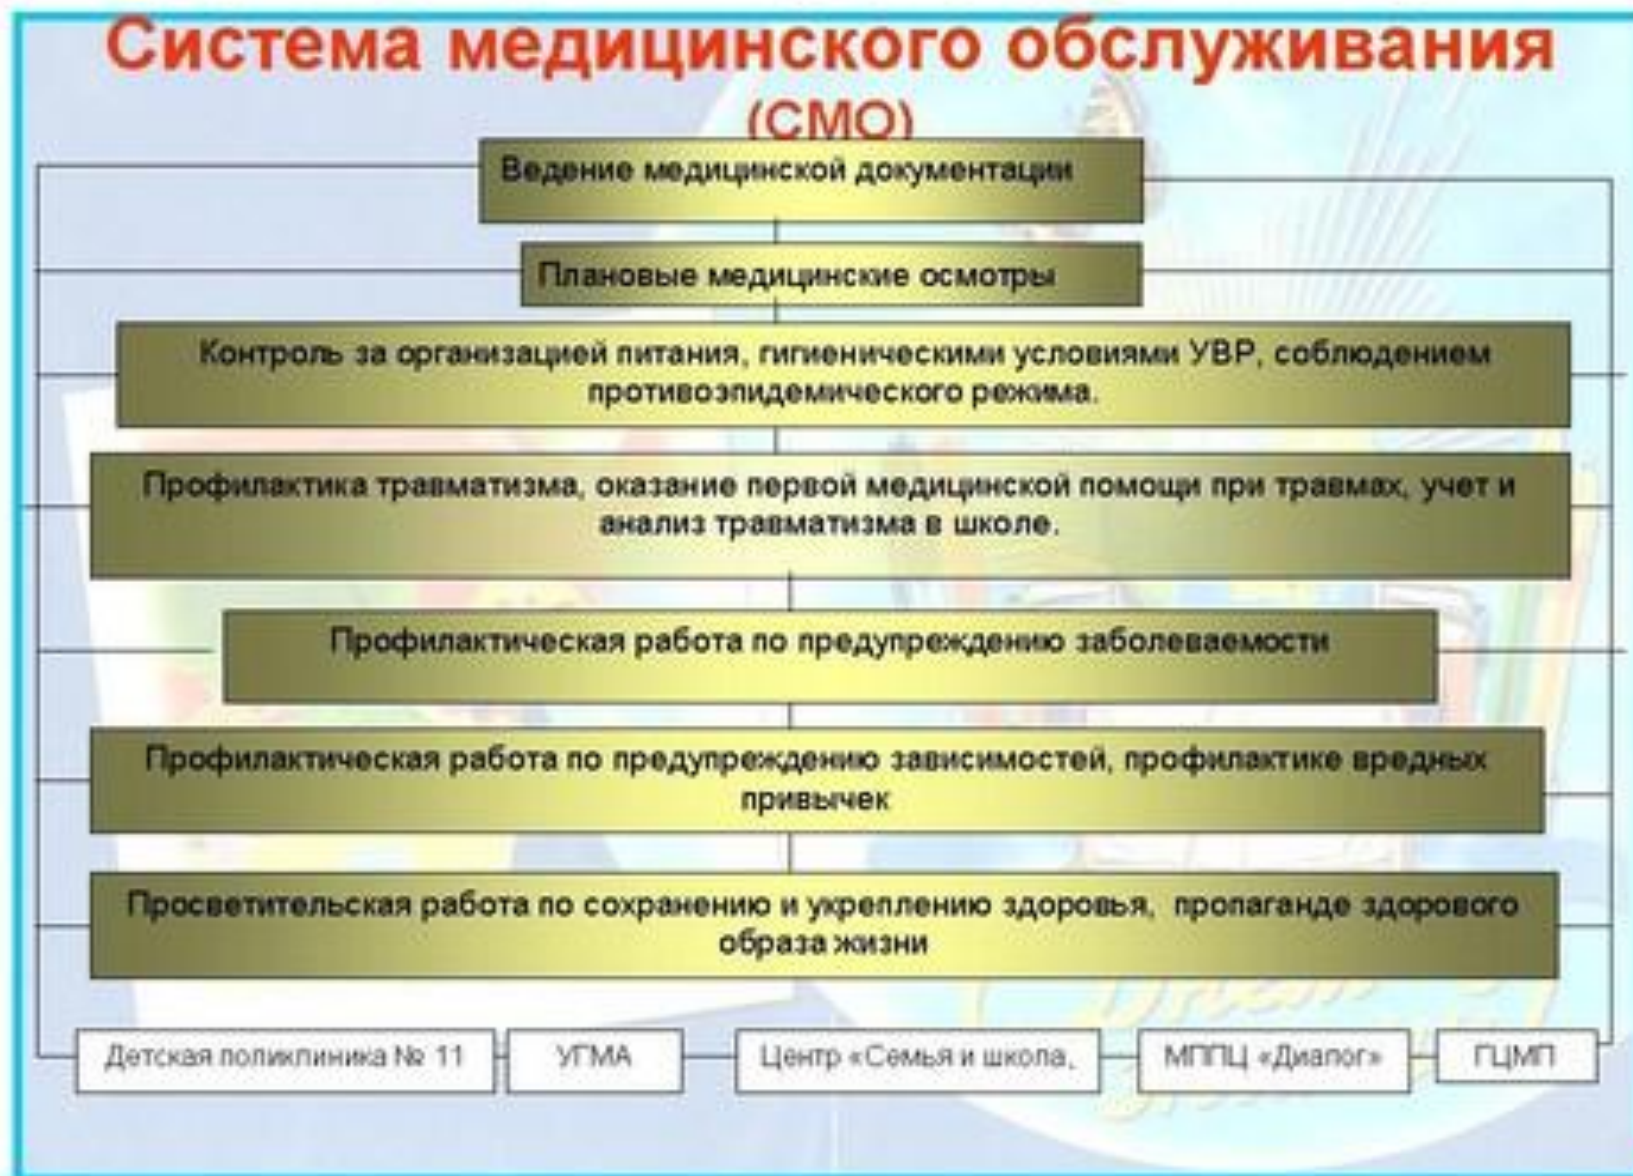 Система медицинского обслуживания
(СМО)
Ведение медицинской документации
Плановые медицинские осмотры
Контроль за организацией питания, гигиеническими условиями УВР, соблюдением
противоэпидемического режима.
Профилактика травматизма, оказание первой медицинской помощи при травмах, учет и
анализ травматизма в школе.
Профилактическая работа по предупреждению заболеваемости
Профилактическая работа по предупреждению зависимостей, профилактике вредных
привычек
Просветительская работа по сохранению и укреплению здоровья, пропаганде здорового
образа жизни
Детская поликлиника № 11
УГМА
Центр «Семья и школа,
МППЦ «Диалог»
ГЦМП